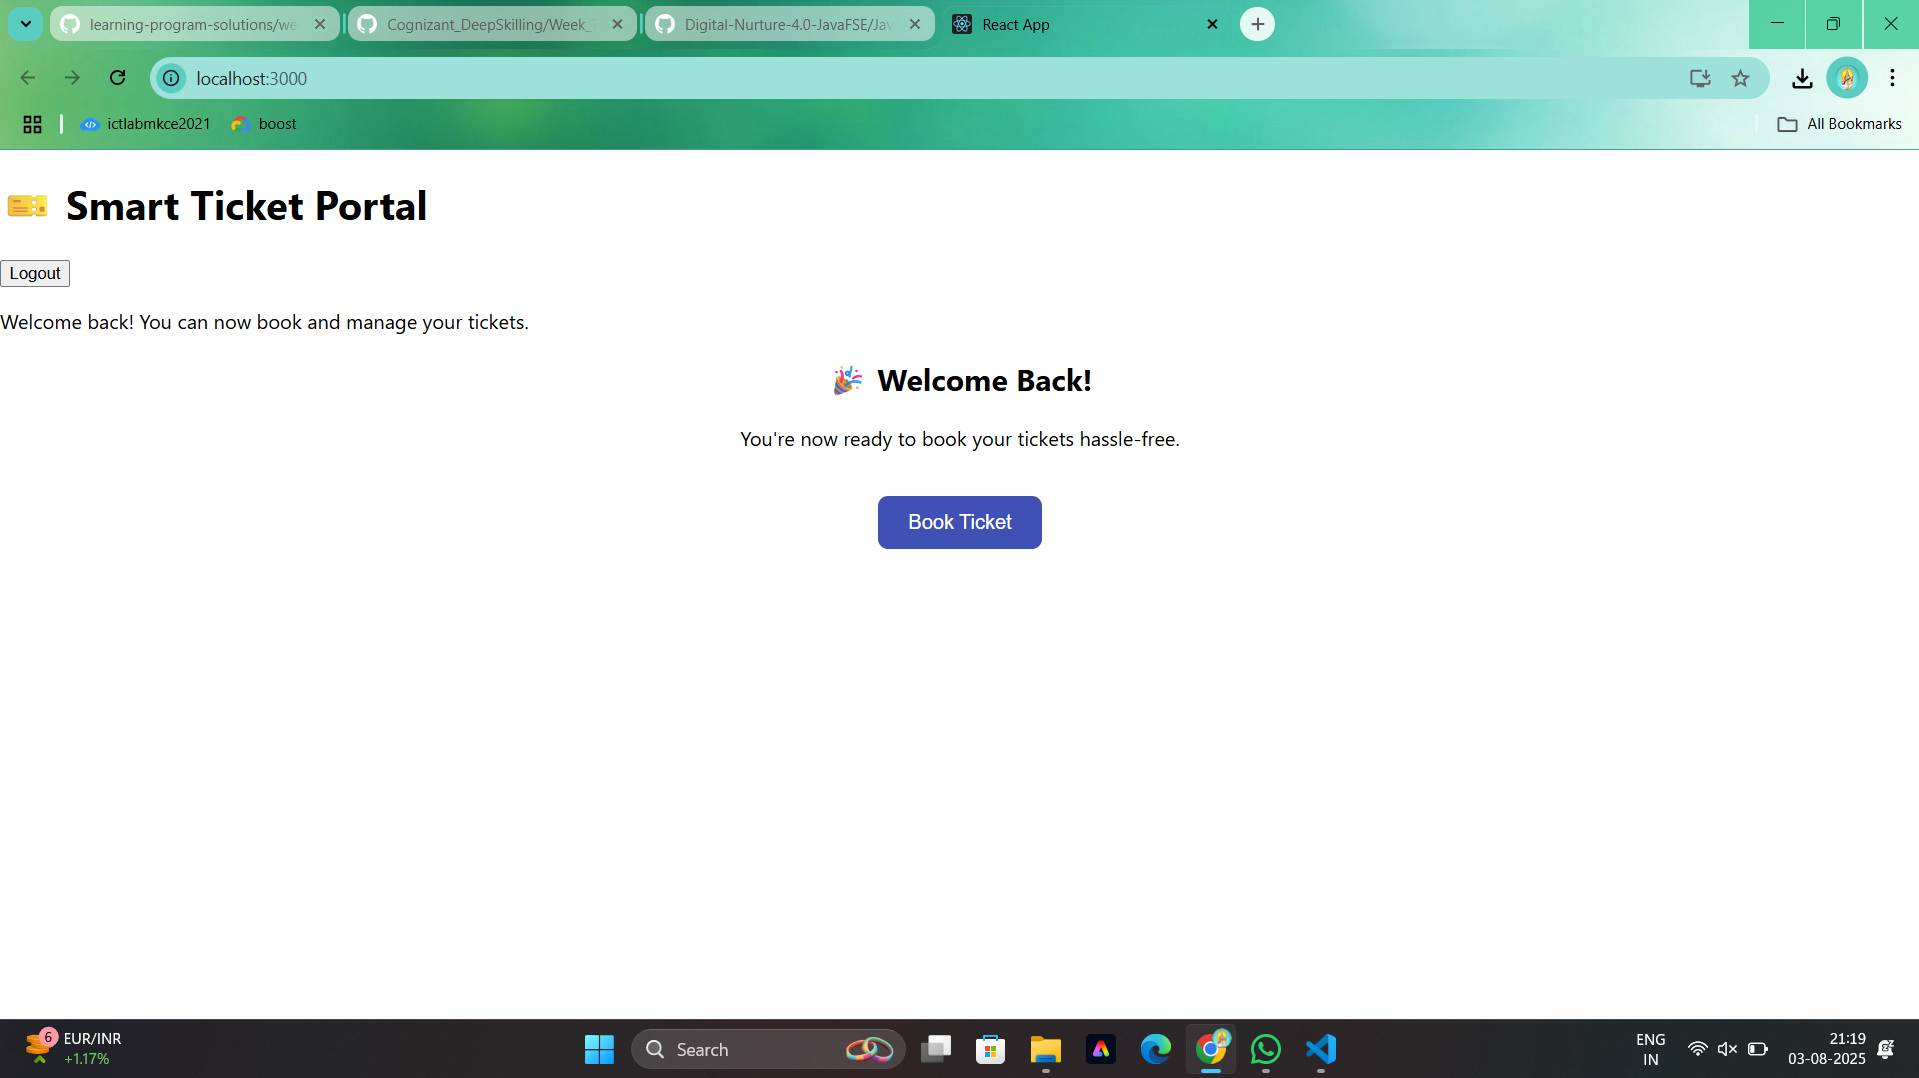 learning-program-solutions/we
Cognizant_DeepSkilling/Week_
Digital-Nurture-4.0-JavaFSE/Jav
React App
localhost:3000
ictlabmkce2021
boost
All Bookmarks
Smart Ticket Portal
Logout
Welcome back! You can now book and manage your tickets.
Welcome Back!
You're now ready to book your tickets hassle-free.
Book Ticket
6
EUR/INR
+1.17%
Search
ENG
IN
21:19
03-08-2025